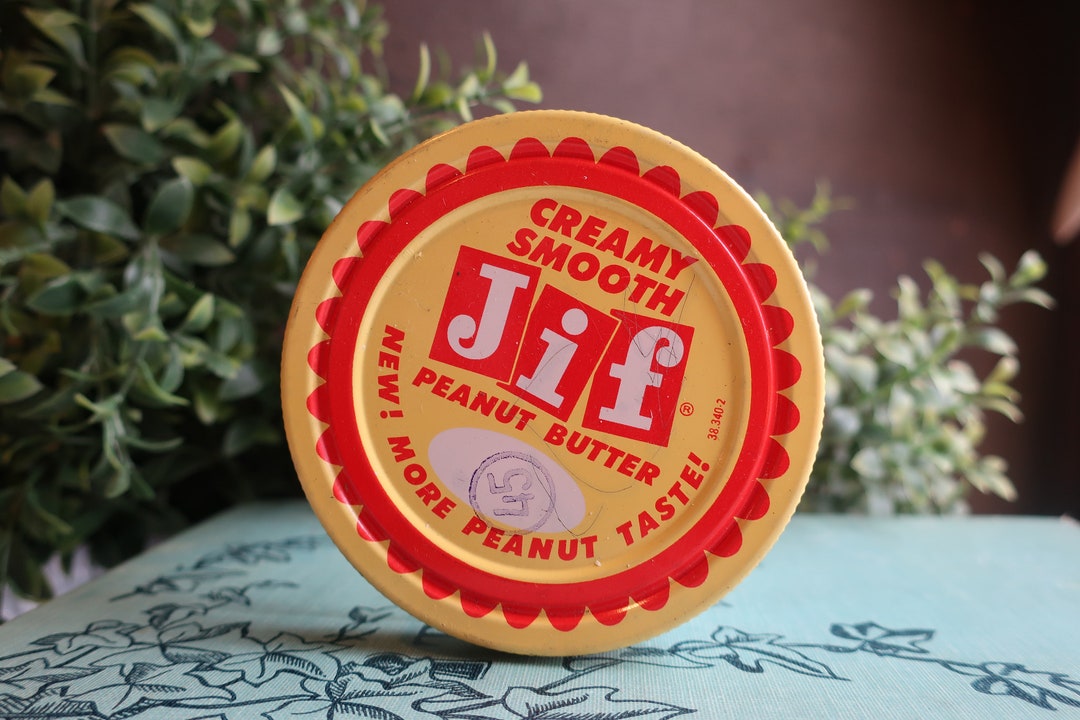 CREAMY
SMOOTH
Jif®
PEANUT BUTTER
45
NEW! MORE PEANUT TASTE!
38.340-2